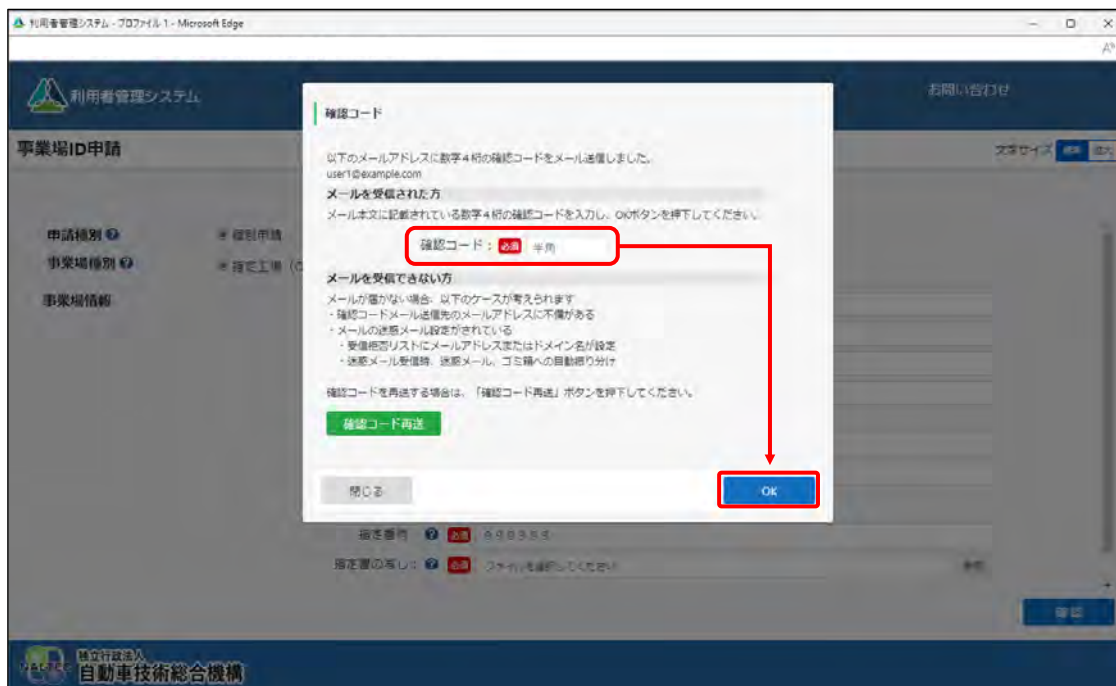 利用者管理システム - プロファイル 1 - Microsoft Edge
利用者管理システム
お問い合わせ
事業場ID申請
文字サイズ 標準 拡大
申請種別
個別申請
事業場種別
指定工場
事業場情報
確認コード
以下のメールアドレスに数字4桁の確認コードをメール送信しました。
user1@example.com
メールを受信された方
メール本文に記載されている数字4桁の確認コードを入力し、OKボタンを押下してください。
確認コード： 必須 半角
メールを受信できない方
メールが届かない場合、以下のケースが考えられます
・確認コードメール送信先のメールアドレスに不備がある
・メールの迷惑メール設定がされている
・受信拒否リストにメールアドレスまたはドメイン名が設定
・迷惑メール受信時、迷惑メール、ゴミ箱への自動振り分け
確認コードを再送する場合は、「確認コード再送」ボタンを押下してください。
確認コード再送
閉じる
OK
指定番号 必須
指定書の写し： 必須 ファイルを選択してください 参照
確認
NALTEC 独立行政法人
自動車技術総合機構